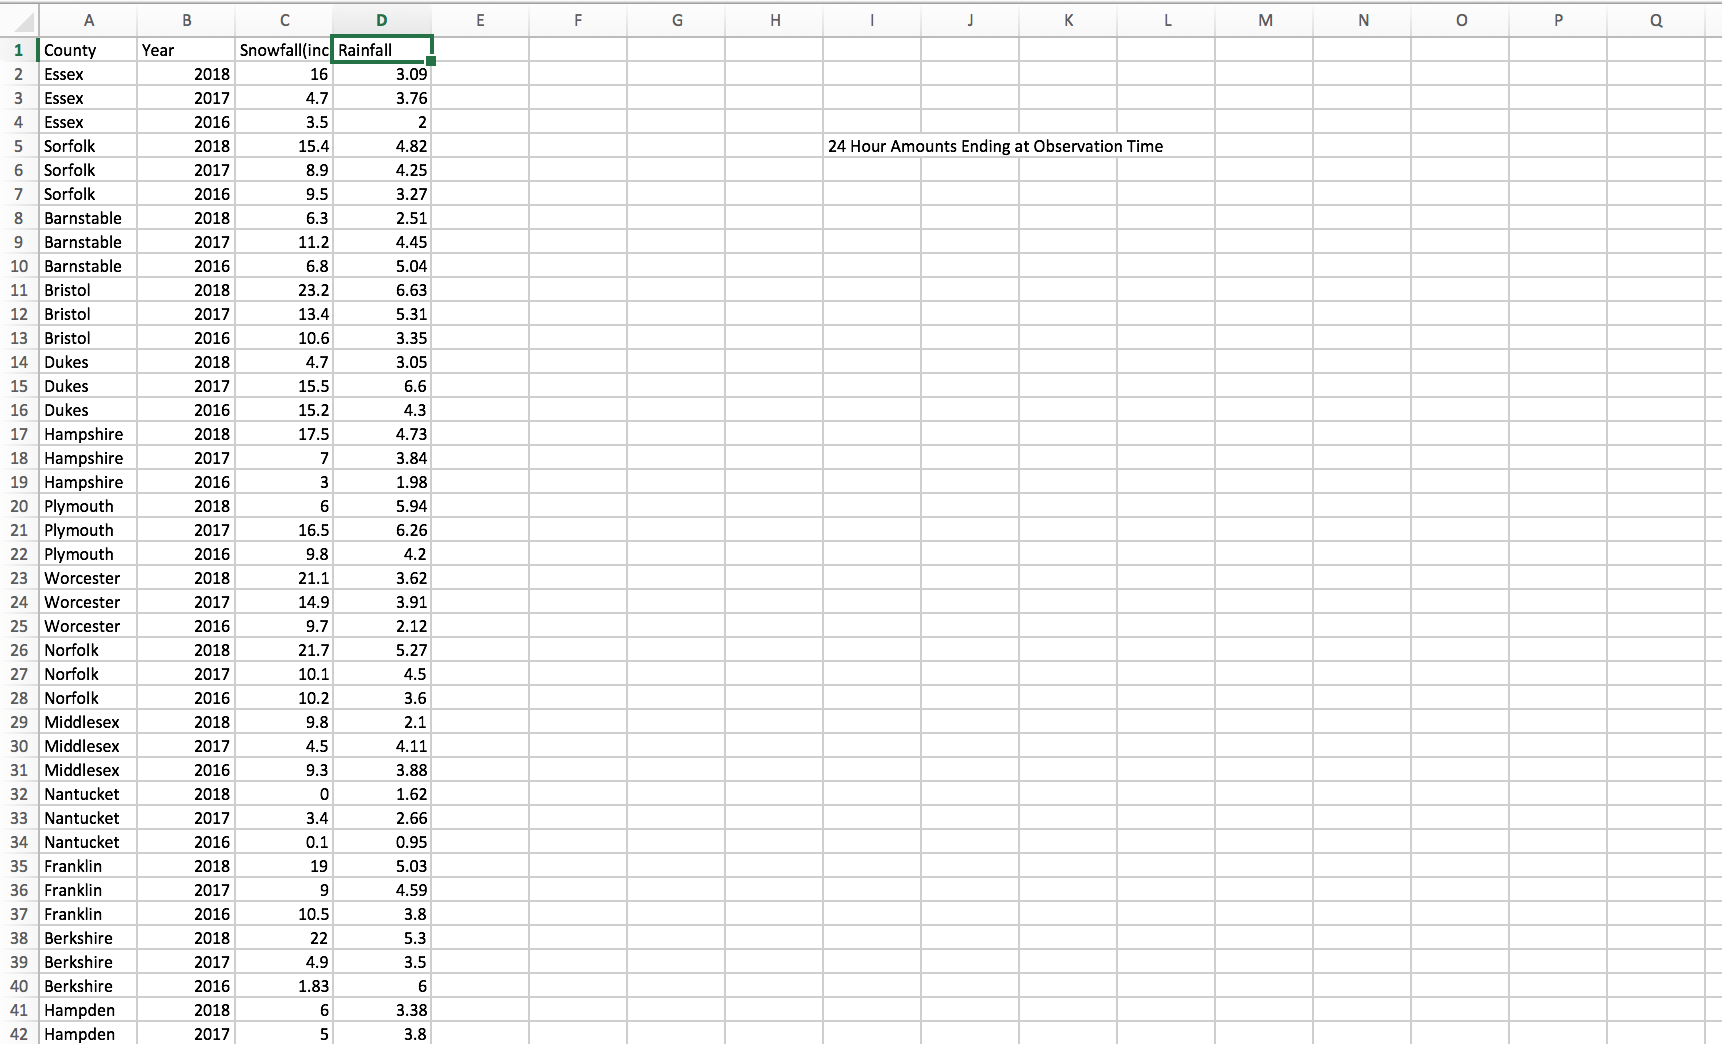 A B C D E F G H I J K L M N O P Q
1 County Year Snowfall(inc Rainfall
2 Essex 2018 16 3.09
3 Essex 2017 4.7 3.76
4 Essex 2016 3.5 2
5 Sorfolk 2018 15.4 4.82 24 Hour Amounts Ending at Observation Time
6 Sorfolk 2017 8.9 4.25
7 Sorfolk 2016 9.5 3.27
8 Barnstable 2018 6.3 2.51
9 Barnstable 2017 11.2 4.45
10 Barnstable 2016 6.8 5.04
11 Bristol 2018 23.2 6.63
12 Bristol 2017 13.4 5.31
13 Bristol 2016 10.6 3.35
14 Dukes 2018 4.7 3.05
15 Dukes 2017 15.5 6.6
16 Dukes 2016 15.2 4.3
17 Hampshire 2018 17.5 4.73
18 Hampshire 2017 7 3.84
19 Hampshire 2016 3 1.98
20 Plymouth 2018 6 5.94
21 Plymouth 2017 16.5 6.26
22 Plymouth 2016 9.8 4.2
23 Worcester 2018 21.1 3.62
24 Worcester 2017 14.9 3.91
25 Worcester 2016 9.7 2.12
26 Norfolk 2018 21.7 5.27
27 Norfolk 2017 10.1 4.5
28 Norfolk 2016 10.2 3.6
29 Middlesex 2018 9.8 2.1
30 Middlesex 2017 4.5 4.11
31 Middlesex 2016 9.3 3.88
32 Nantucket 2018 0 1.62
33 Nantucket 2017 3.4 2.66
34 Nantucket 2016 0.1 0.95
35 Franklin 2018 19 5.03
36 Franklin 2017 9 4.59
37 Franklin 2016 10.5 3.8
38 Berkshire 2018 22 5.3
39 Berkshire 2017 4.9 3.5
40 Berkshire 2016 1.83 6
41 Hampden 2018 6 3.38
42 Hampden 2017 5 3.8